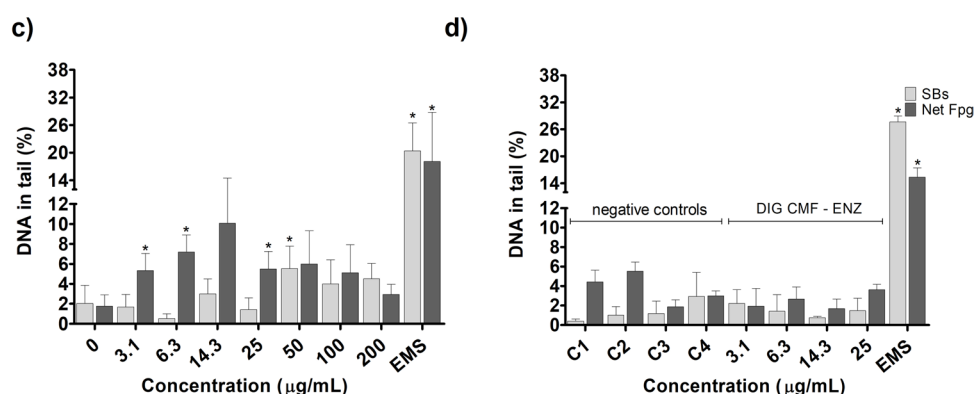 c)
DNA in tail (%)
38
32
26
20
14
12
10
8
6
4
2
0
* * * * * *
0 3.1 6.3 14.3 25 50 100 200 EMS
Concentration (μg/mL)
d)
DNA in tail (%)
38
32
26
20
14
12
10
8
6
4
2
0
SBs
Net Fpg
negative controls
DIG CMF - ENZ
* *
C1 C2 C3 C4 3.1 6.3 14.3 25 EMS
Concentration (μg/mL)